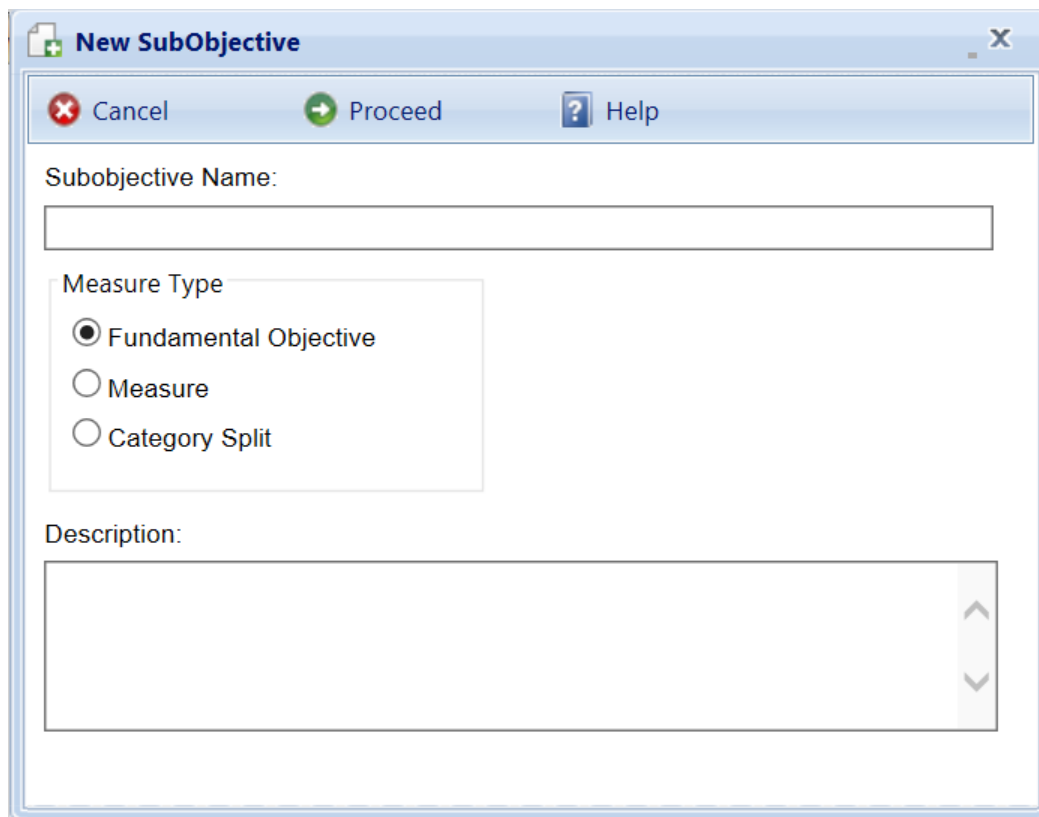 New SubObjective
Cancel Proceed Help
Subobjective Name:
Measure Type
Fundamental Objective
Measure
Category Split
Description: